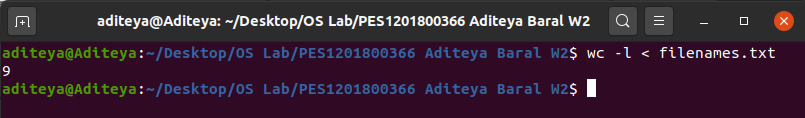 aditeya@Aditeya: ~/Desktop/OS Lab/PES1201800366 Aditeya Baral W2
aditeya@Aditeya:~/Desktop/OS Lab/PES1201800366 Aditeya Baral W2$ wc -l < filenames.txt
9
aditeya@Aditeya:~/Desktop/OS Lab/PES1201800366 Aditeya Baral W2$